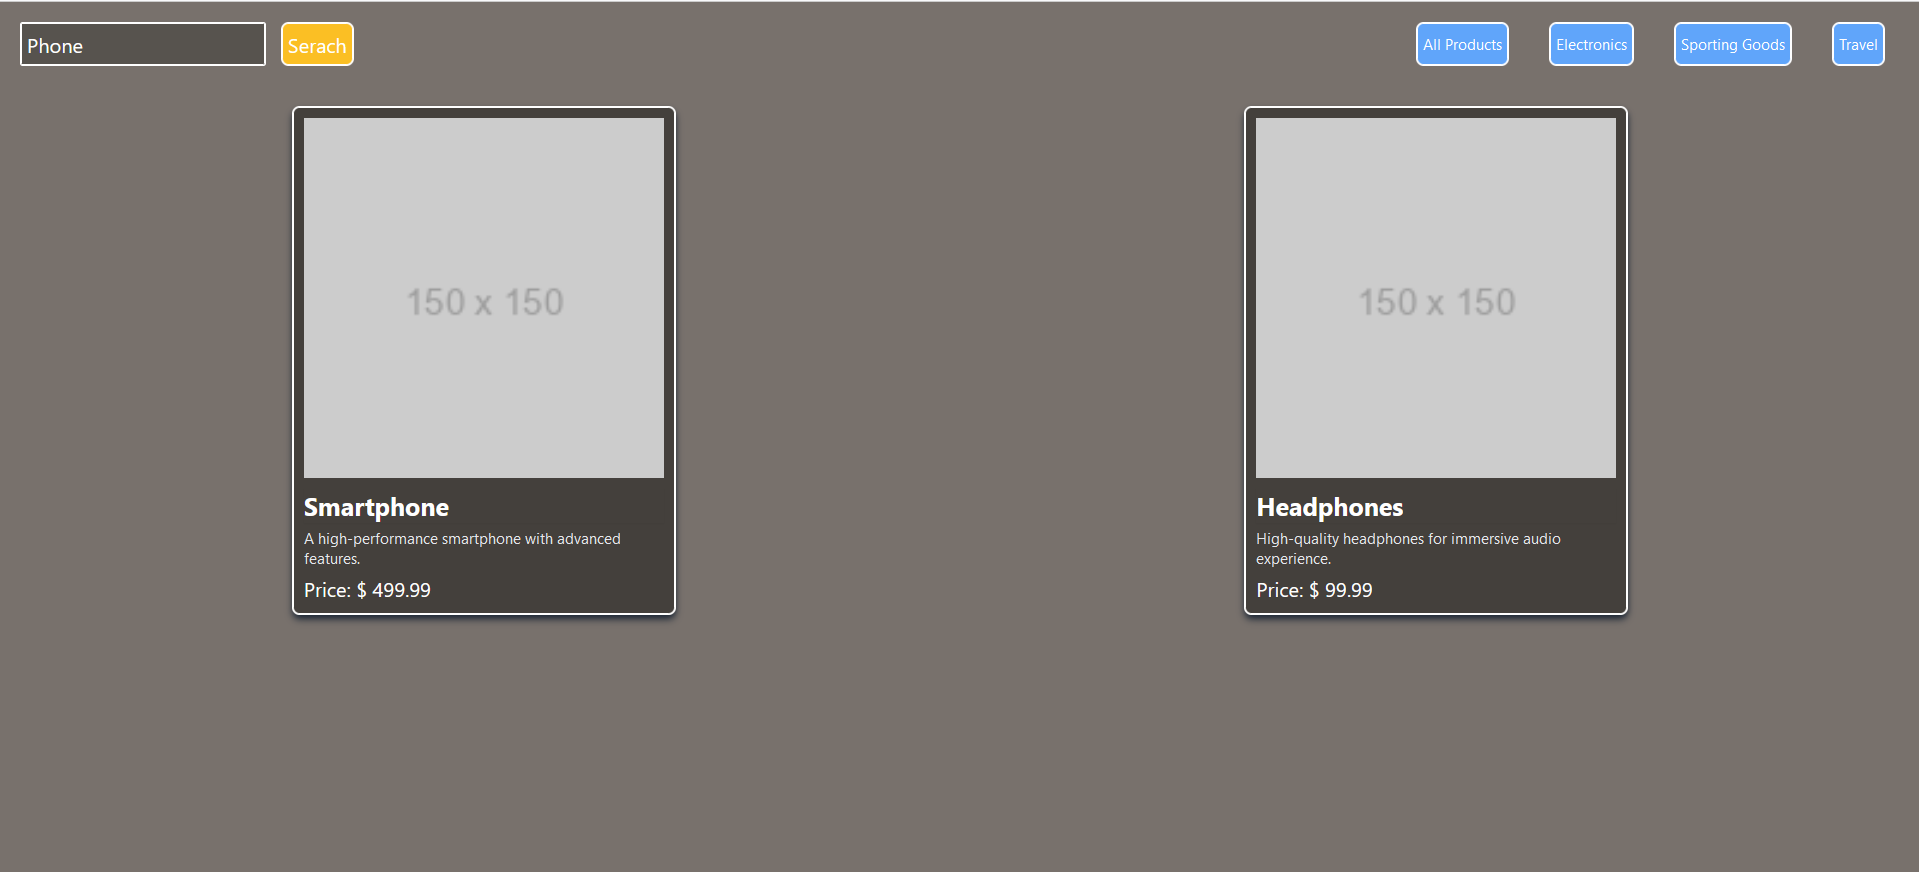 Phone
Serach
All Products
Electronics
Sporting Goods
Travel
150 x 150
Smartphone
A high-performance smartphone with advanced
features.
Price: $ 499.99
150 x 150
Headphones
High-quality headphones for immersive audio
experience.
Price: $ 99.99